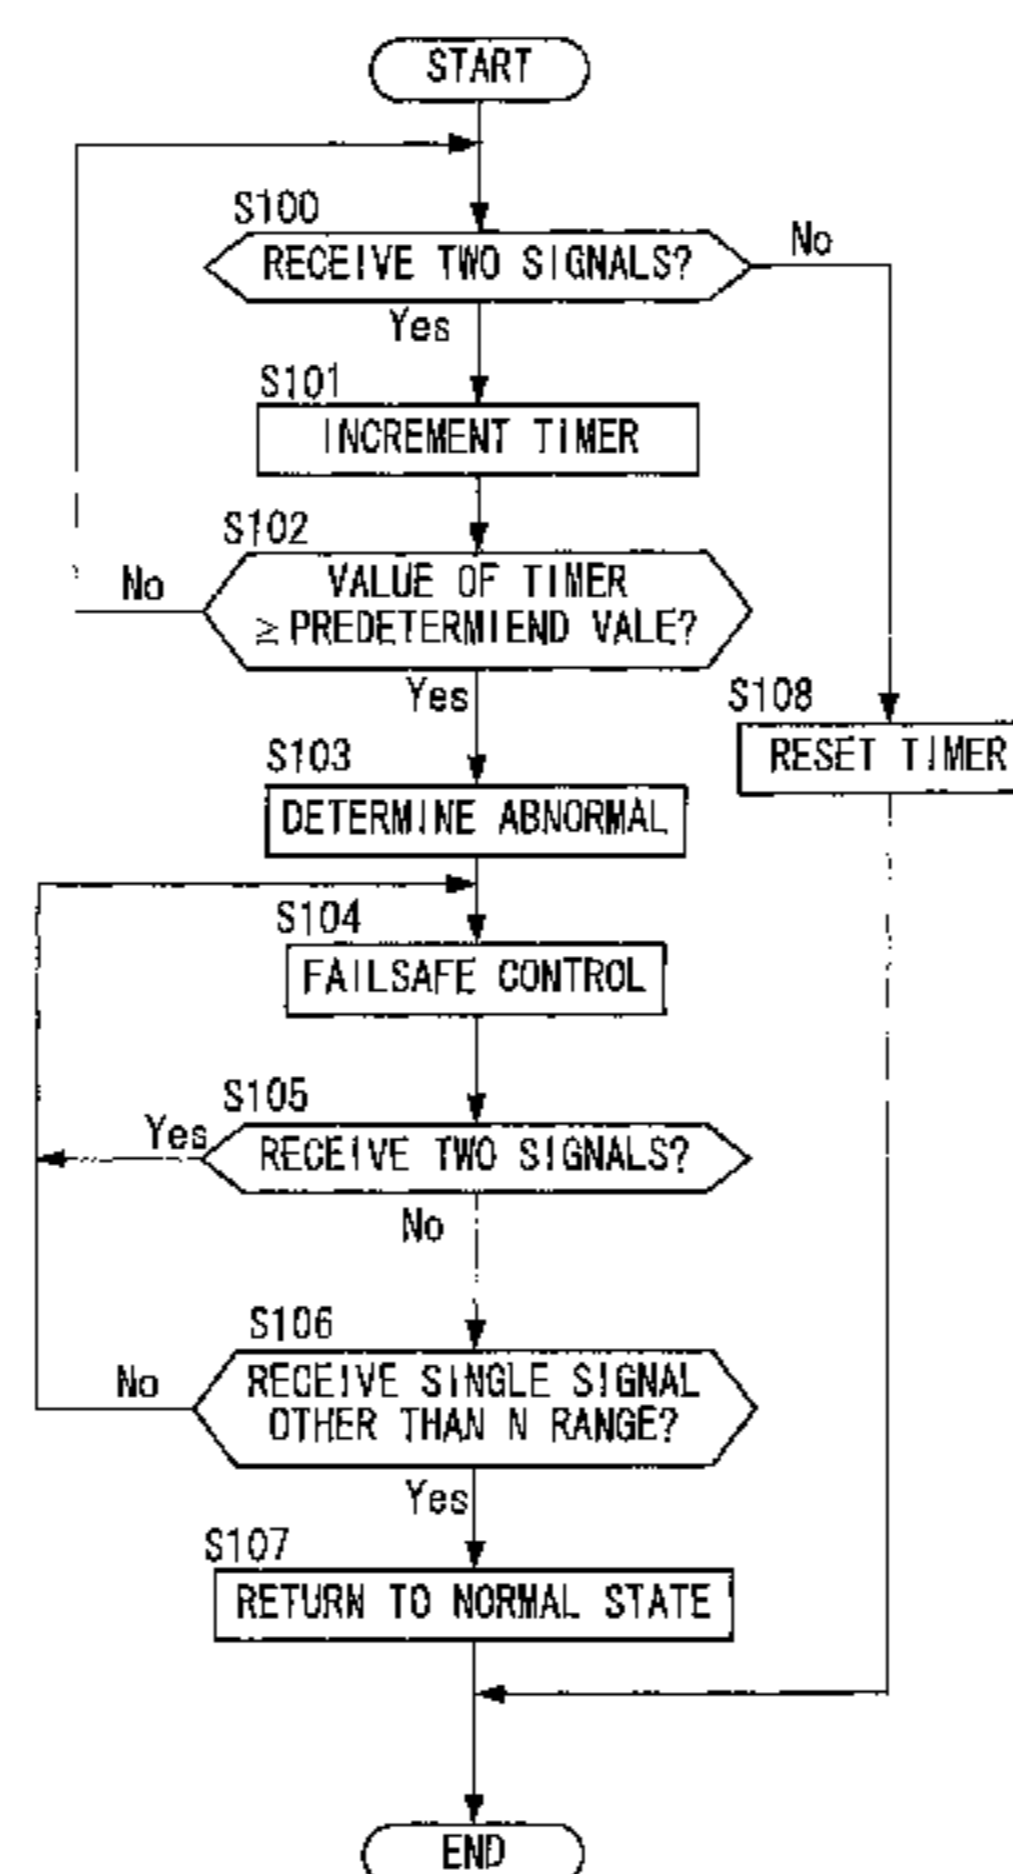 START
S100
RECEIVE TWO SIGNALS?
No
Yes
S101
INCREMENT TIMER
S102
VALUE OF TIMER
≥ PREDETERMIEND VALE?
No
Yes
S108
RESET TIMER
S103
DETERMINE ABNORMAL
S104
FAILSAFE CONTROL
S105
RECEIVE TWO SIGNALS?
Yes
No
S106
RECEIVE SINGLE SIGNAL
OTHER THAN N RANGE?
No
Yes
S107
RETURN TO NORMAL STATE
END